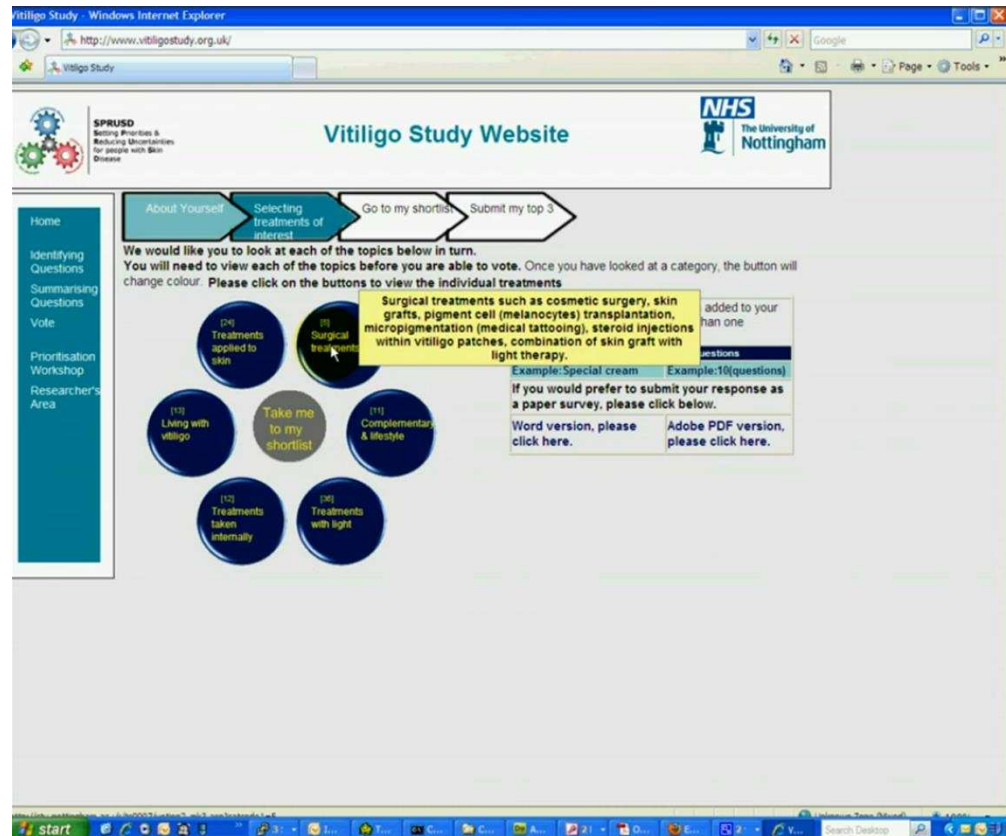 Vitiligo Study - Windows Internet Explorer
http://www.vitiligostudy.org.uk/
Google
Vitiligo Study
Page
Tools
SPRUSD
Setting Priorities &
Reducing Uncertainties
for people with Skin
Disease
Vitiligo Study Website
NHS
The University of
Nottingham
Home
Identifying
Questions
Summarising
Questions
Vote
Prioritisation
Workshop
Researcher's
Area
About Yourself
Selecting
treatments of
interest
Go to my shortlist
Submit my top 3
We would like you to look at each of the topics below in turn.
You will need to view each of the topics before you are able to vote. Once you have looked at a category, the button will
change colour. Please click on the buttons to view the individual treatments
Surgical treatments such as cosmetic surgery, skin
grafts, pigment cell (melanocytes) transplantation,
micropigmentation (medical tattooing), steroid injections
within vitiligo patches, combination of skin graft with
light therapy.
[24]
Treatments
applied to
skin
[5]
Surgical
treatments
[13]
Living with
vitiligo
Take me
to my
shortlist
[11]
Complementary
& lifestyle
[12]
Treatments
taken
internally
[36]
Treatments
with light
added to your
than one
Example:Special cream
Example:10(questions)
If you would prefer to submit your response as
a paper survey, please click below.
Word version, please
click here.
Adobe PDF version,
please click here.
start
Search Desktop